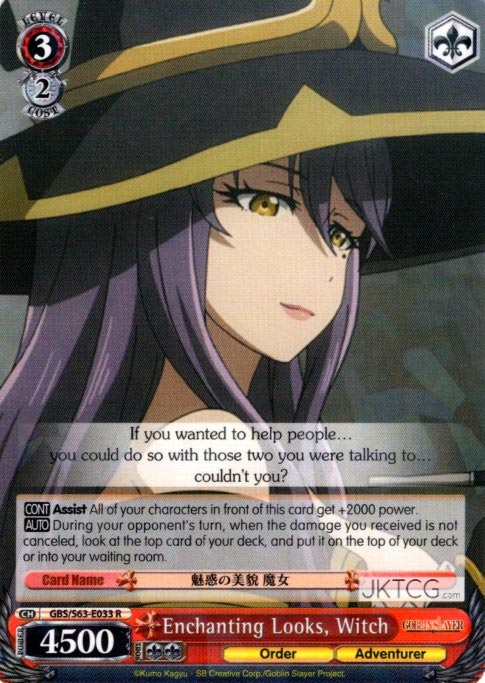 LEVEL
3
2
COST
If you wanted to help people...
you could do so with those two you were talking to...
couldn't you?
CONT Assist All of your characters in front of this card get +2000 power.
AUTO During your opponent's turn, when the damage you received is not
canceled, look at the top card of your deck, and put it on the top of your deck
or into your waiting room.
Card Name 魅惑の美貌 魔女
JKTCG.com
CH GBS/S63-E033 R
Enchanting Looks, Witch
GOBLIN SLAYER
POWER 4500 SOUL
Order Adventurer
©Kumo Kagyu・SB Creative Corp./Goblin Slayer Project.